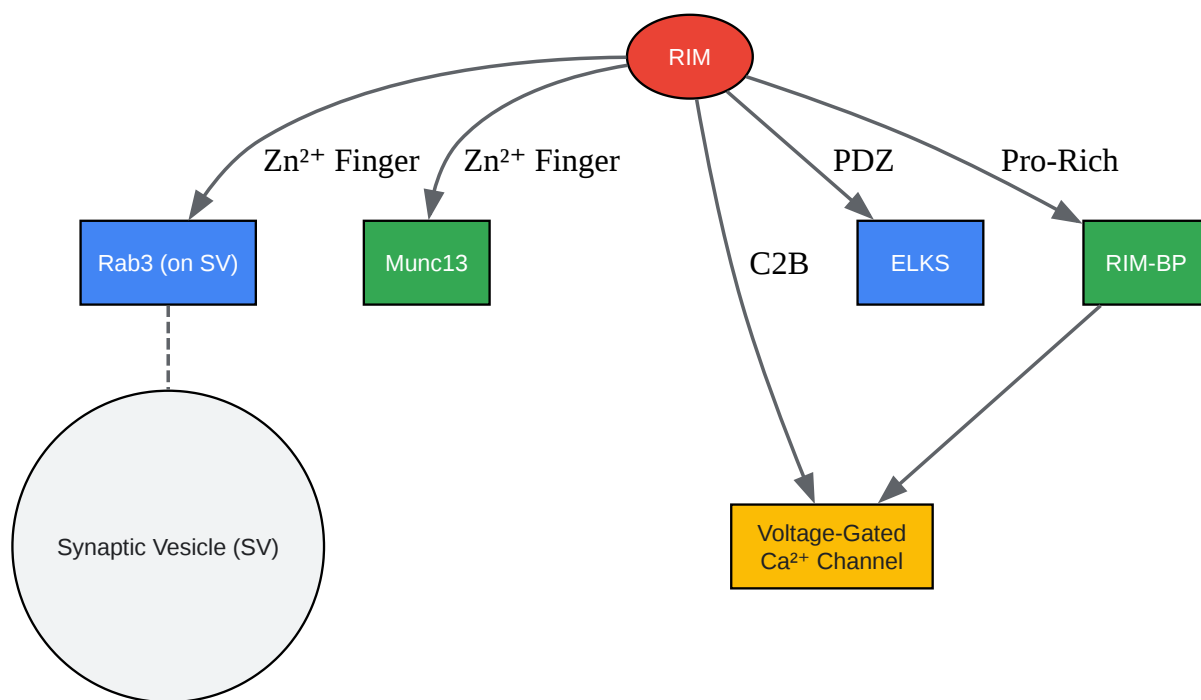 RIM
Zn²⁺ Finger
Zn²⁺ Finger
PDZ
Pro-Rich
Rab3 (on SV)
Munc13
C2B
ELKS
RIM-BP
Synaptic Vesicle (SV)
Voltage-Gated
Ca²⁺ Channel